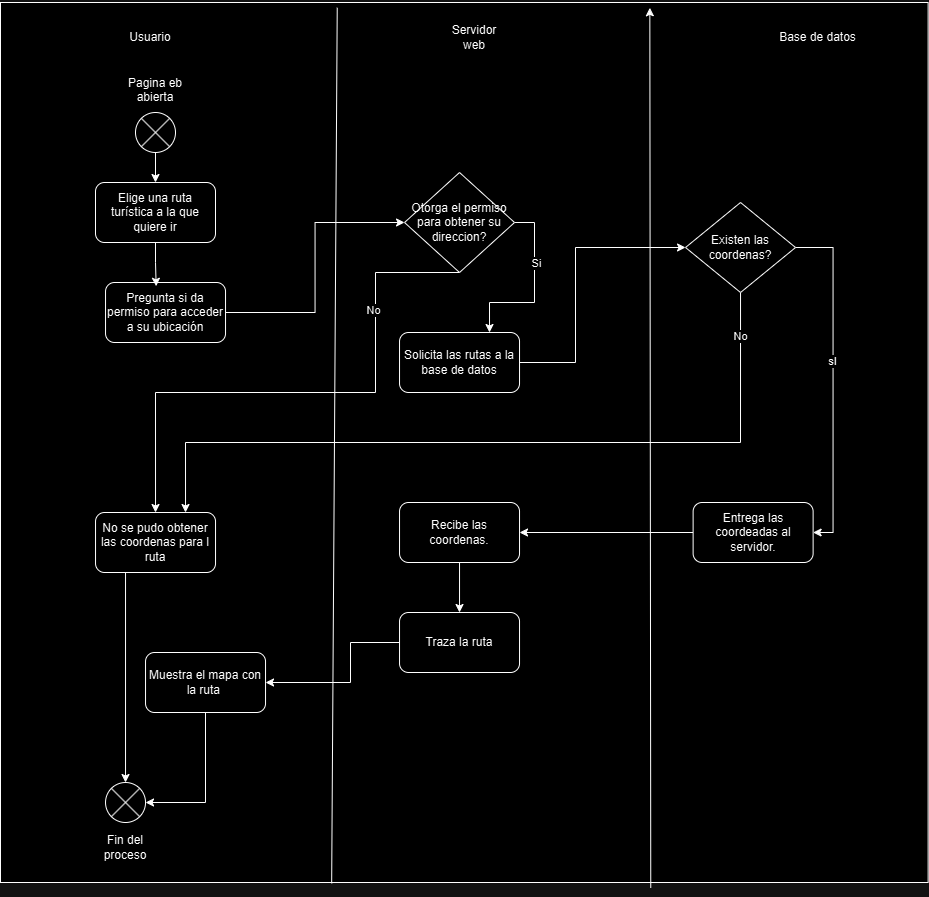 Usuario
Servidor
web
Base de datos
Pagina eb
abierta
Elige una ruta
turística a la que
quiere ir
Pregunta si da
permiso para acceder
a su ubicación
Otorga el permiso
para obtener su
direccion?
Si
No
Solicita las rutas a la
base de datos
Existen las
coordenas?
No
sI
No se pudo obtener
las coordenas para l
ruta
Recibe las
coordenas.
Entrega las
coordeadas al
servidor.
Traza la ruta
Muestra el mapa con
la ruta
Fin del
proceso